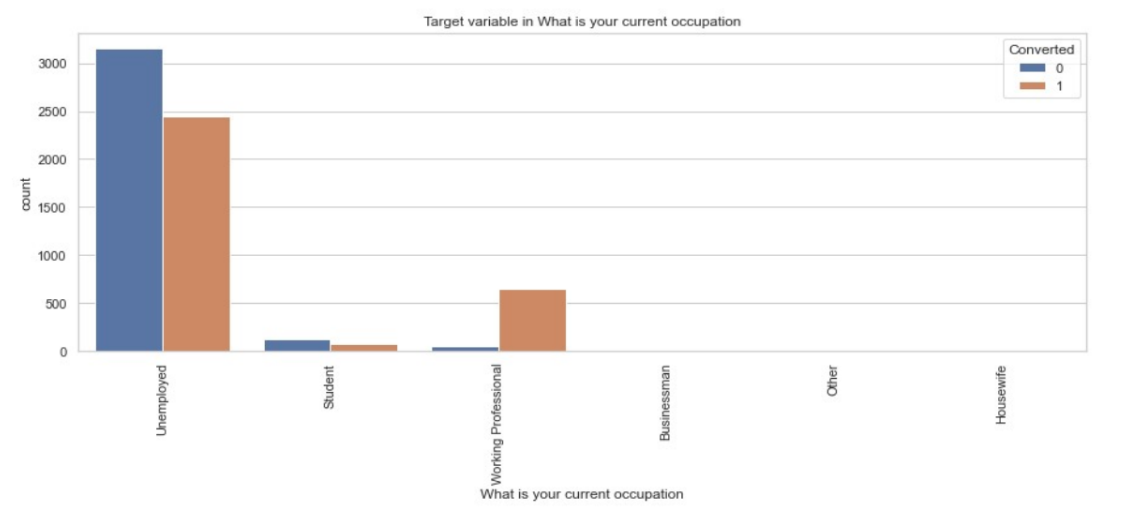 Target variable in What is your current occupation
Converted
0
1
3000
2500
2000
1500
1000
500
0
count
Unemployed
Student
Working Professional
Businessman
Other
Housewife
What is your current occupation